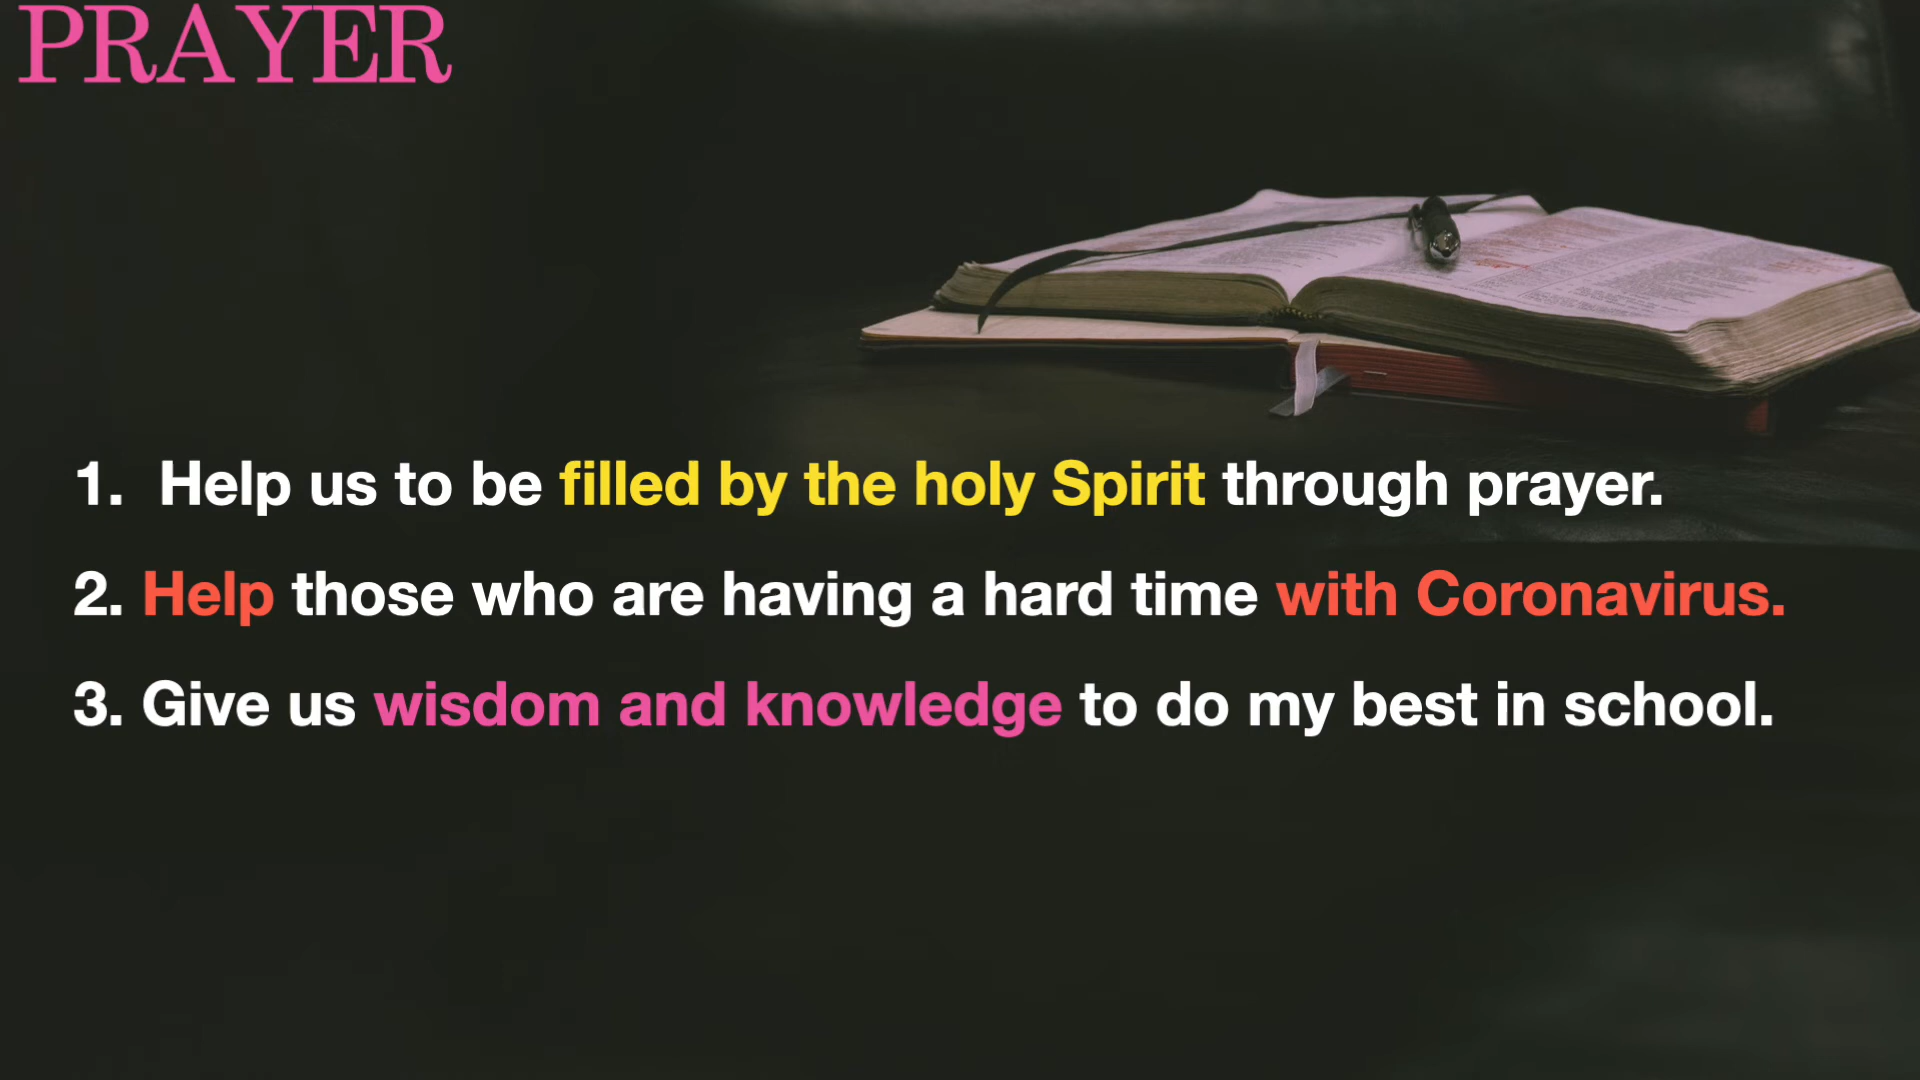 PRAYER
1. Help us to be filled by the holy Spirit through prayer.
2. Help those who are having a hard time with Coronavirus.
3. Give us wisdom and knowledge to do my best in school.